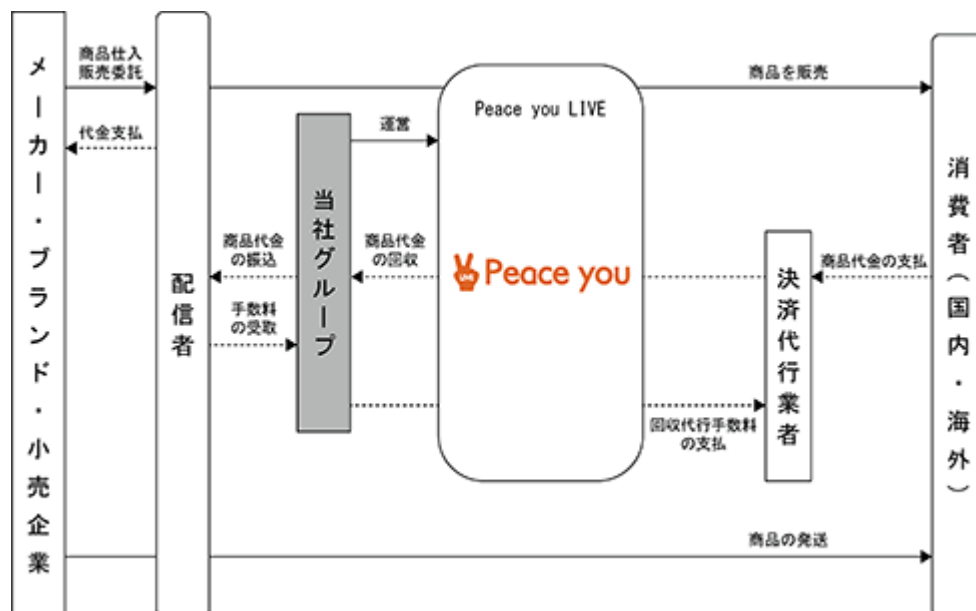 メーカー・ブランド・小売企業
商品仕入
販売委託
代金支払
配信者
商品代金
の振込
手数料
の受取
当社グループ
運営
商品代金
の回収
Peace you LIVE
Peace you
商品を販売
決済代行業者
商品代金の支払
回収代行手数料
の支払
商品の発送
消費者（国内・海外）